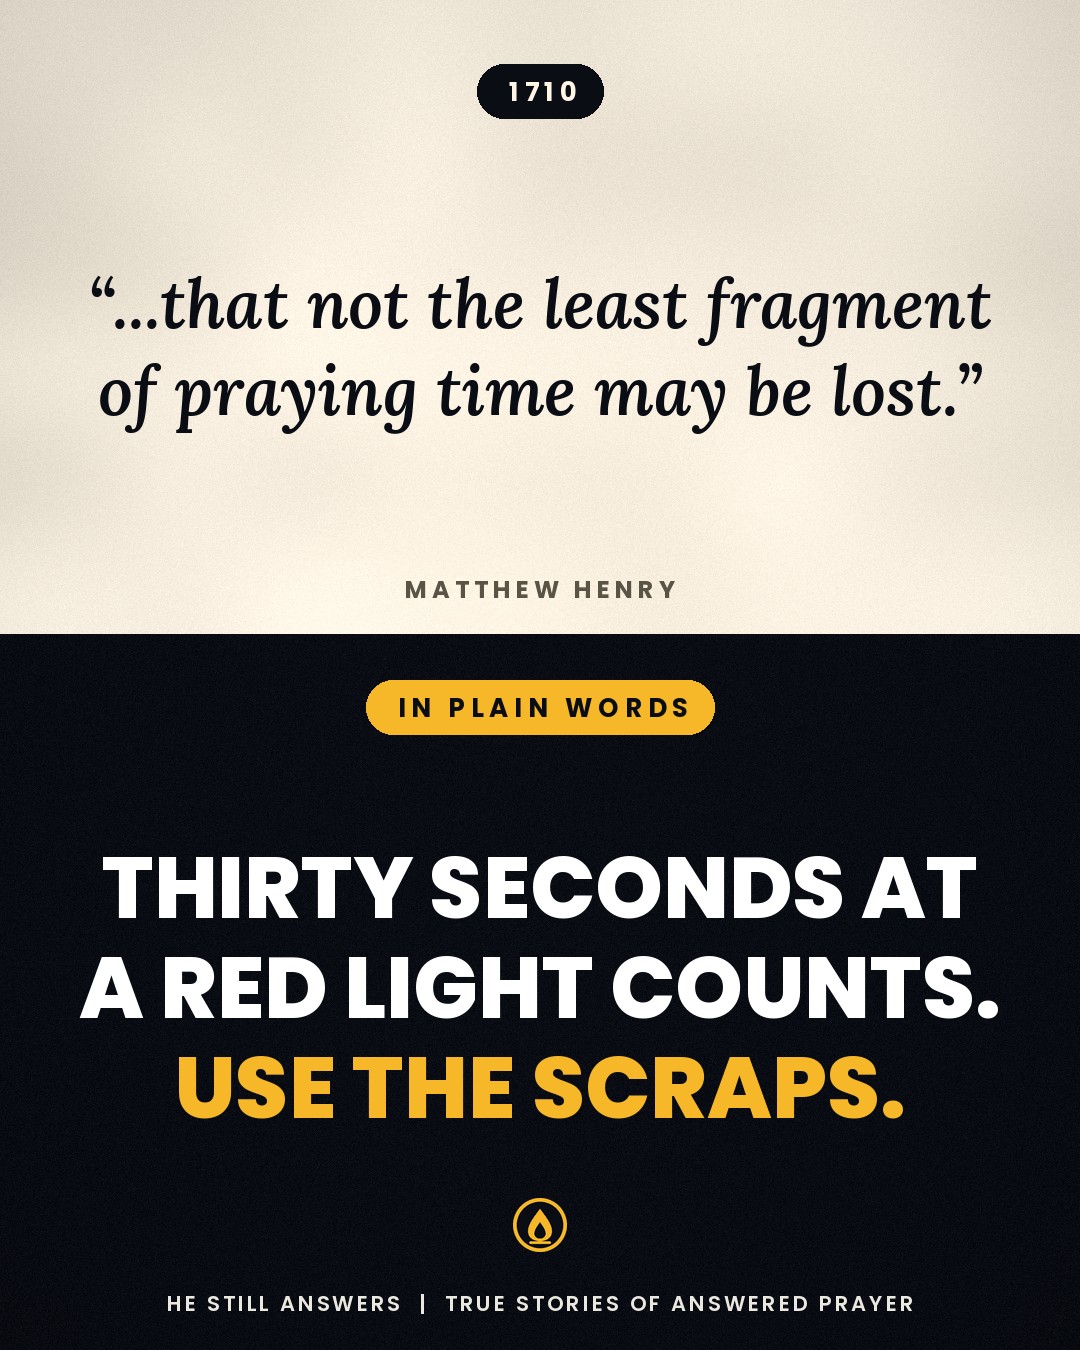 1710
“...that not the least fragment
of praying time may be lost.”
MATTHEW HENRY
IN PLAIN WORDS
THIRTY SECONDS AT
A RED LIGHT COUNTS.
USE THE SCRAPS.
HE STILL ANSWERS | TRUE STORIES OF ANSWERED PRAYER